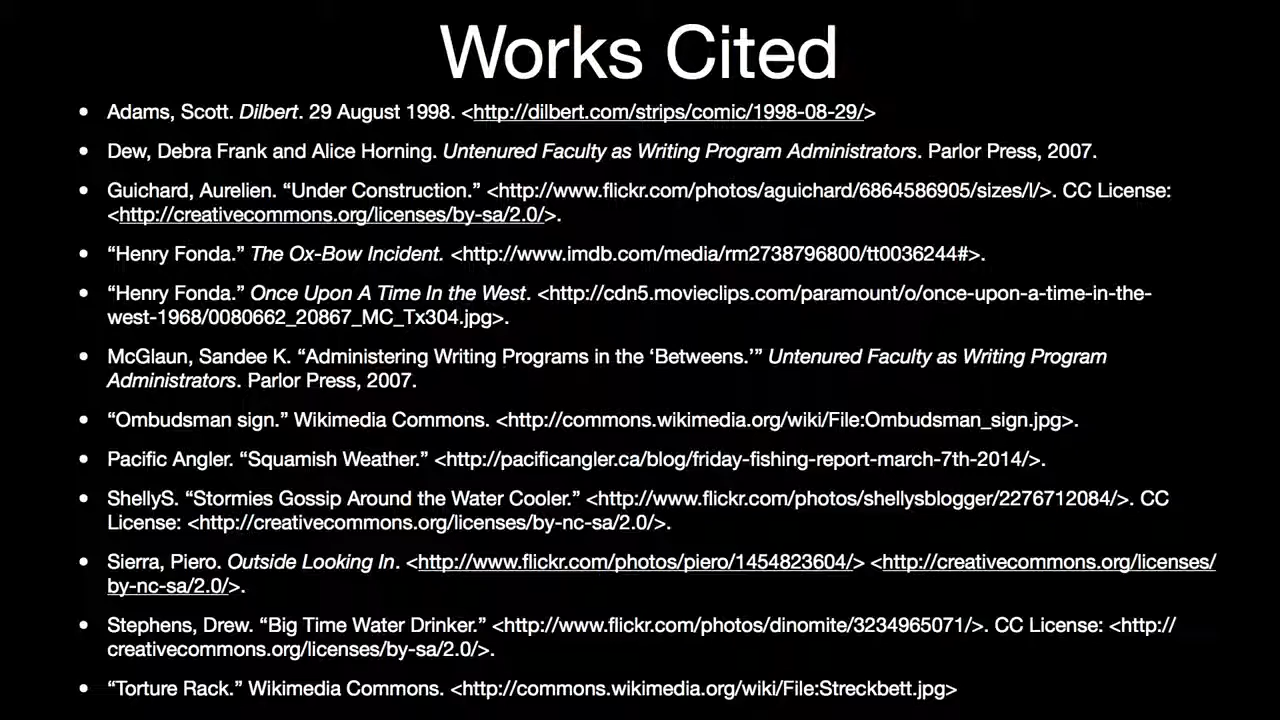 Works Cited
• Adams, Scott. Dilbert. 29 August 1998. <http://dilbert.com/strips/comic/1998-08-29/>
• Dew, Debra Frank and Alice Horning. Untenured Faculty as Writing Program Administrators. Parlor Press, 2007.
• Guichard, Aurelien. “Under Construction.” <http://www.flickr.com/photos/aguichard/6864586905/sizes/l/>. CC License:
<http://creativecommons.org/licenses/by-sa/2.0/>.
• “Henry Fonda.” The Ox-Bow Incident. <http://www.imdb.com/media/rm2738796800/tt0036244#>.
• “Henry Fonda.” Once Upon A Time In the West. <http://cdn5.movieclips.com/paramount/o/once-upon-a-time-in-the-
west-1968/0080662_20867_MC_Tx304.jpg>.
• McGlaun, Sandee K. “Administering Writing Programs in the ‘Betweens.’” Untenured Faculty as Writing Program
Administrators. Parlor Press, 2007.
• “Ombudsman sign.” Wikimedia Commons. <http://commons.wikimedia.org/wiki/File:Ombudsman_sign.jpg>.
• Pacific Angler. “Squamish Weather.” <http://pacificangler.ca/blog/friday-fishing-report-march-7th-2014/>.
• ShellyS. “Stormies Gossip Around the Water Cooler.” <http://www.flickr.com/photos/shellysblogger/2276712084/>. CC
License: <http://creativecommons.org/licenses/by-nc-sa/2.0/>.
• Sierra, Piero. Outside Looking In. <http://www.flickr.com/photos/piero/1454823604/> <http://creativecommons.org/licenses/
by-nc-sa/2.0/>.
• Stephens, Drew. “Big Time Water Drinker.” <http://www.flickr.com/photos/dinomite/3234965071/>. CC License: <http://
creativecommons.org/licenses/by-sa/2.0/>.
• “Torture Rack.” Wikimedia Commons. <http://commons.wikimedia.org/wiki/File:Streckbett.jpg>